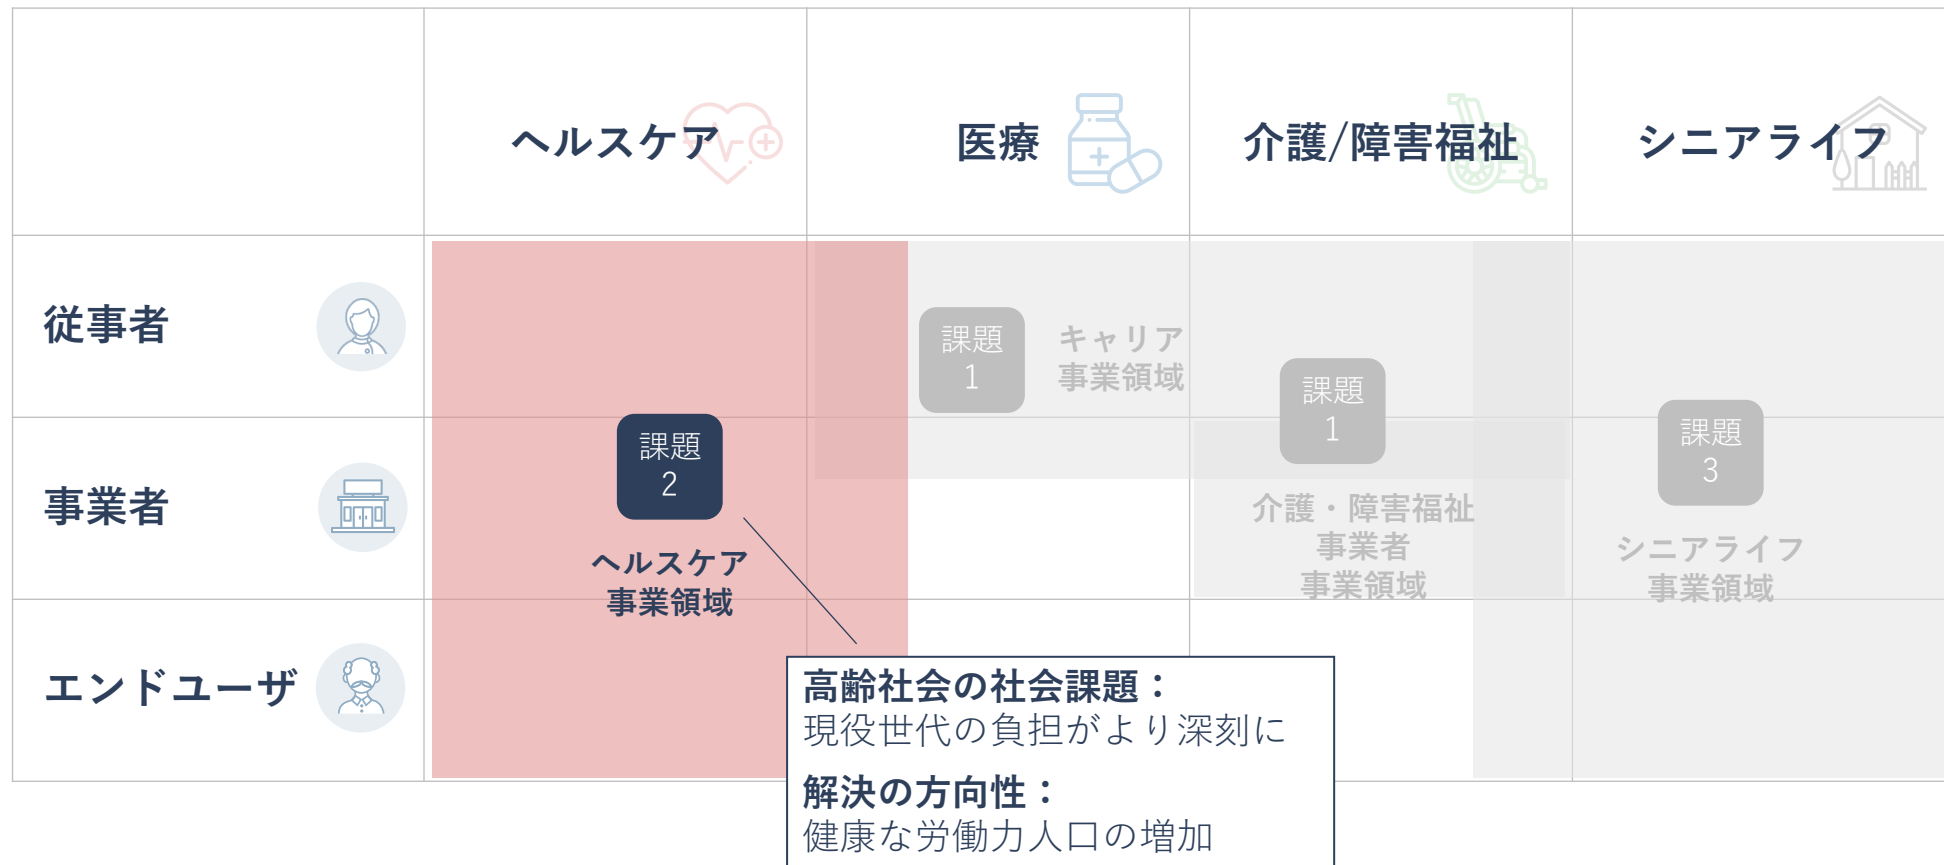 ヘルスケア
医療
介護/障害福祉
シニアライフ
従事者
課題
1
キャリア
事業領域
課題
1
事業者
課題
2
ヘルスケア
事業領域
介護・障害福祉
事業者
事業領域
課題
3
シニアライフ
事業領域
エンドユーザ
高齢社会の社会課題：
現役世代の負担がより深刻に
解決の方向性：
健康な労働力人口の増加